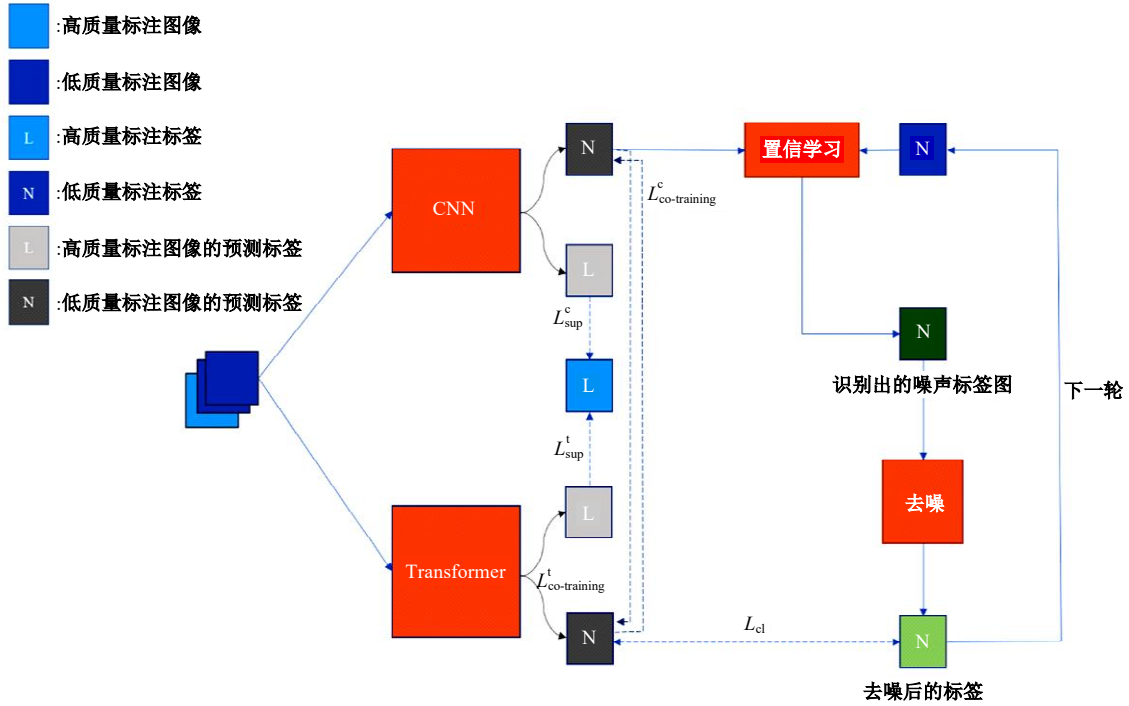 :高质量标注图像
:低质量标注图像
L :高质量标注标签
N :低质量标注标签
L :高质量标注图像的预测标签
N :低质量标注图像的预测标签
CNN
N
L
L^c_sup
L
L^t_sup
L
Transformer
L^t_co-training
N
L^c_co-training
置信学习
N
N
识别出的噪声标签图
下一轮
去噪
L_cl
N
去噪后的标签